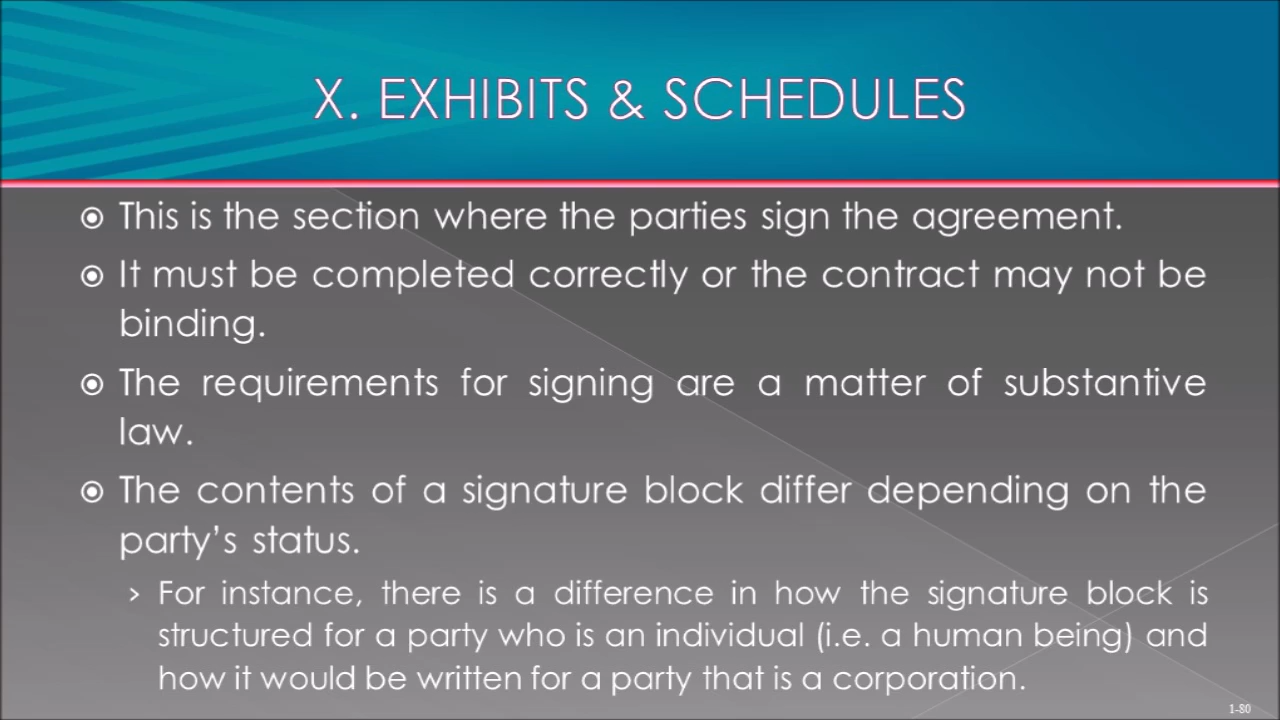 X. EXHIBITS & SCHEDULES
This is the section where the parties sign the agreement.
It must be completed correctly or the contract may not be
binding.
The requirements for signing are a matter of substantive
law.
The contents of a signature block differ depending on the
party’s status.
For instance, there is a difference in how the signature block is
structured for a party who is an individual (i.e. a human being) and
how it would be written for a party that is a corporation.
1-80